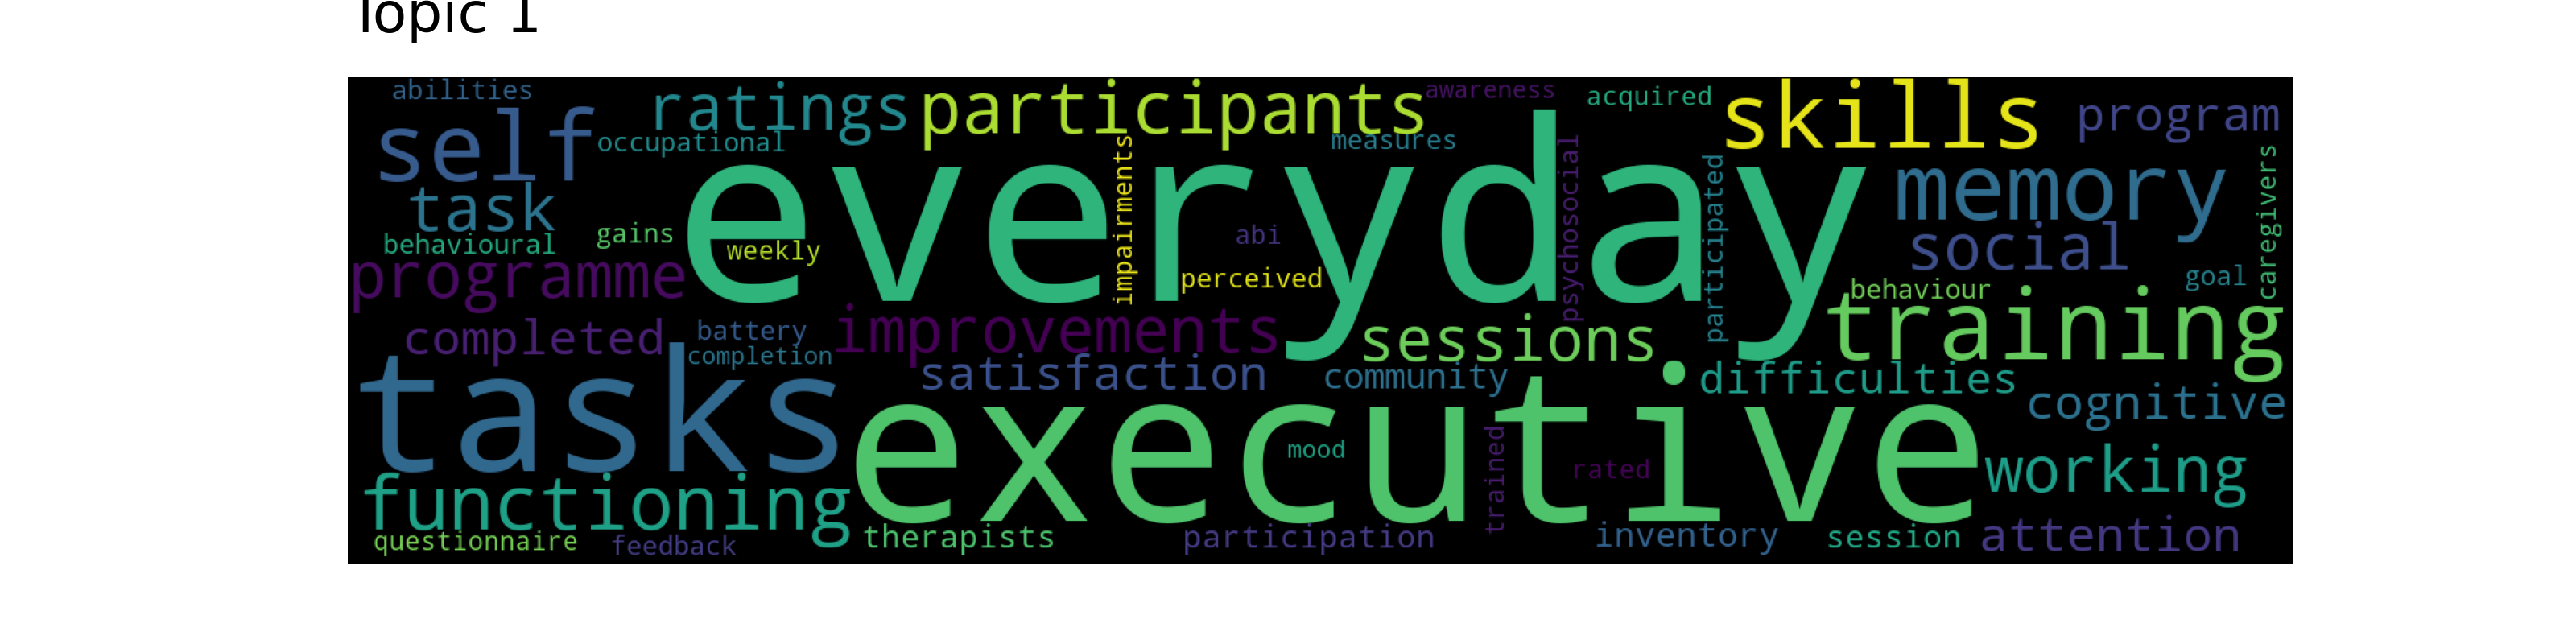 Topic 1
abilities
self
ratings
participants
awareness
acquired
skills
program
occupational
measures
task
everyday
impairments
psychosocial
participated
memory
caregivers
behavioural
gains
weekly
abi
perceived
social
goal
programme
behaviour
training
completed
battery
completion
improvements
sessions
satisfaction
community
difficulties
cognitive
tasks
executive
mood
trained
rated
working
functioning
questionnaire
feedback
therapists
participation
inventory
session
attention